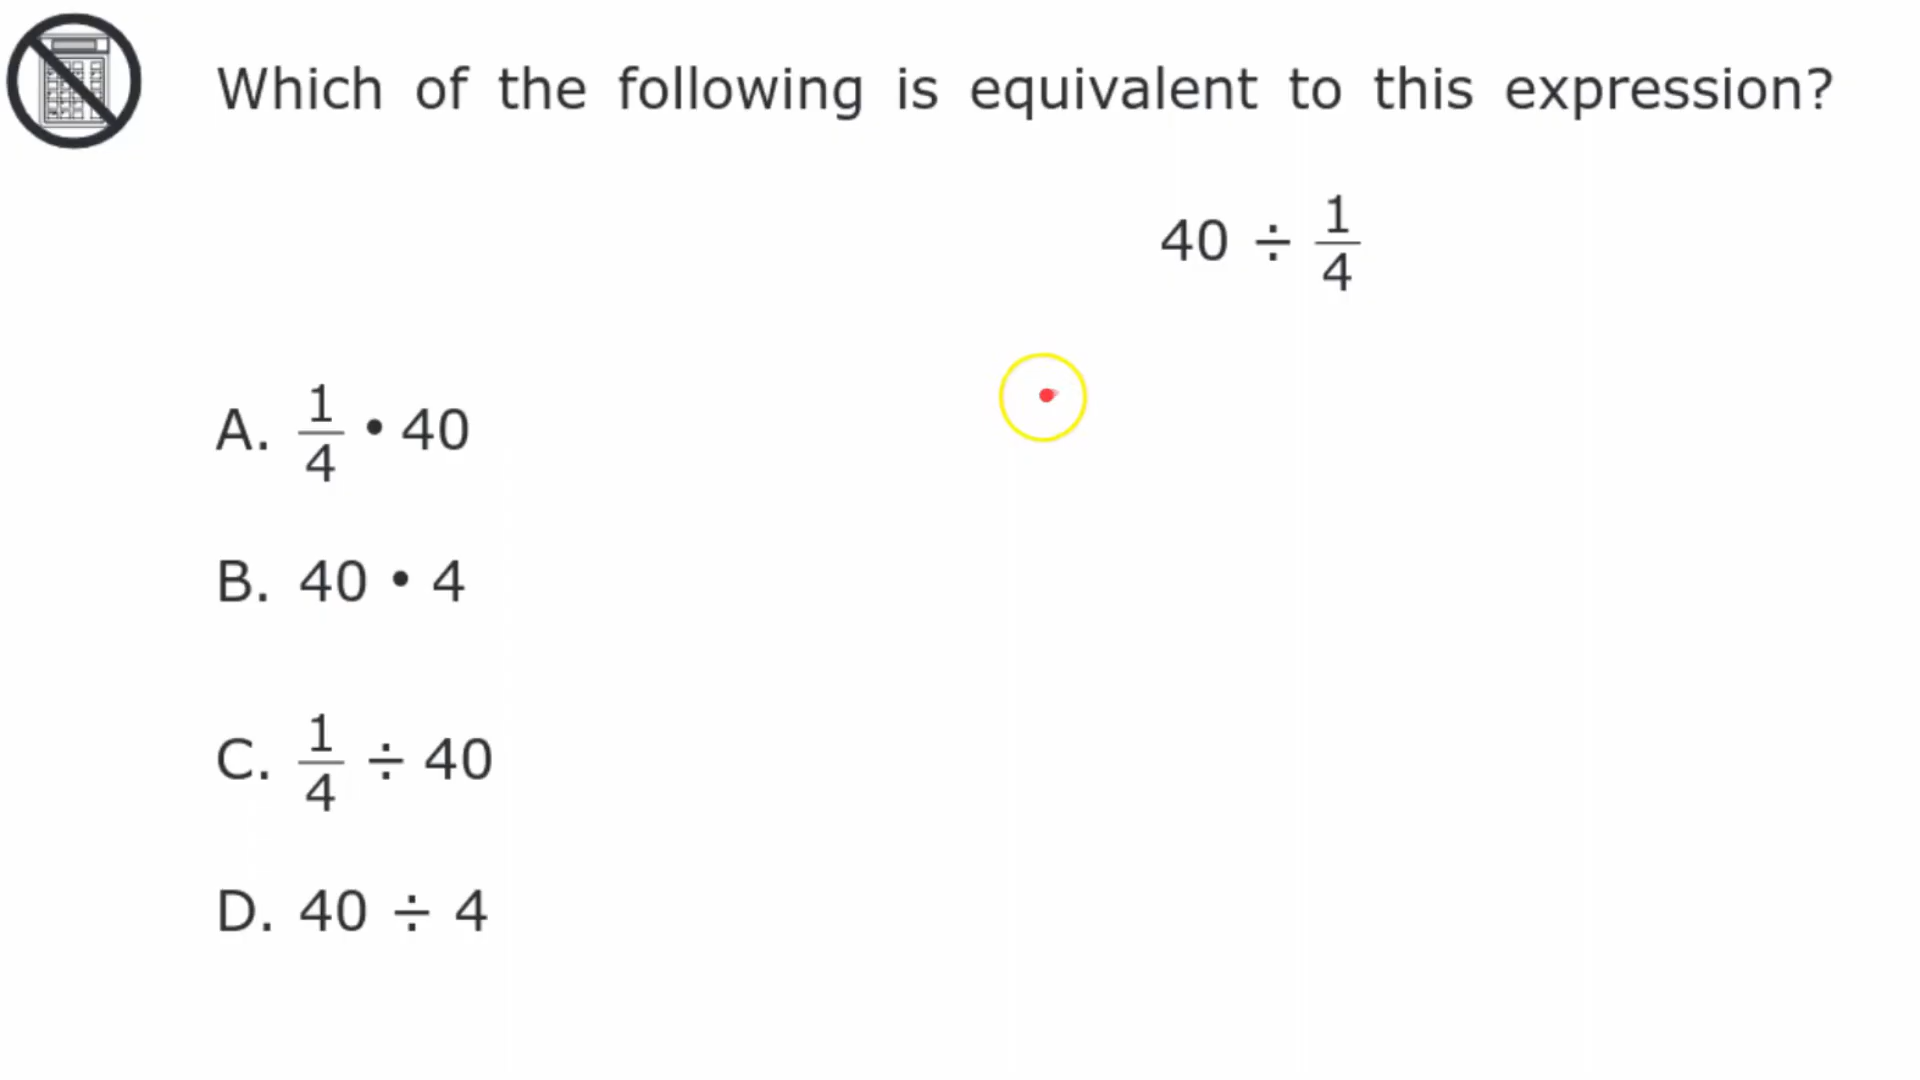 Which of the following is equivalent to this expression?
40 ÷ 1/4
A. 1/4 • 40
B. 40 • 4
C. 1/4 ÷ 40
D. 40 ÷ 4